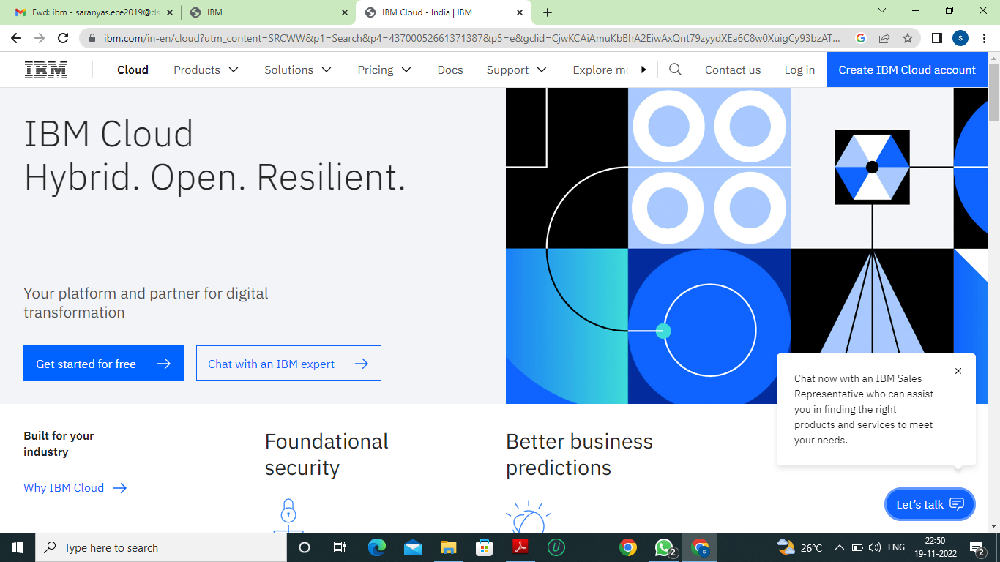 Fwd: ibm - saranyas.ece2019@ds
IBM
IBM Cloud - India | IBM
ibm.com/in-en/cloud?utm_content=SRCWW&p1=Search&p4=43700052661371387&p5=e&gclid=CjwKCAiAmuKbBhA2EiwAxQnt79zyydXEa6C8w0XuigCy93bzAT...
S
IBM
Cloud
Products
Solutions
Pricing
Docs
Support
Explore mo
Contact us
Log in
Create IBM Cloud account
IBM Cloud
Hybrid. Open. Resilient.
Your platform and partner for digital
transformation
Get started for free
Chat with an IBM expert
Chat now with an IBM Sales
Representative who can assist
you in finding the right
products and services to meet
your needs.
Built for your
industry
Why IBM Cloud
Foundational
security
Better business
predictions
Let's talk
Type here to search
U
2
S
26°C
ENG
22:50
19-11-2022
2